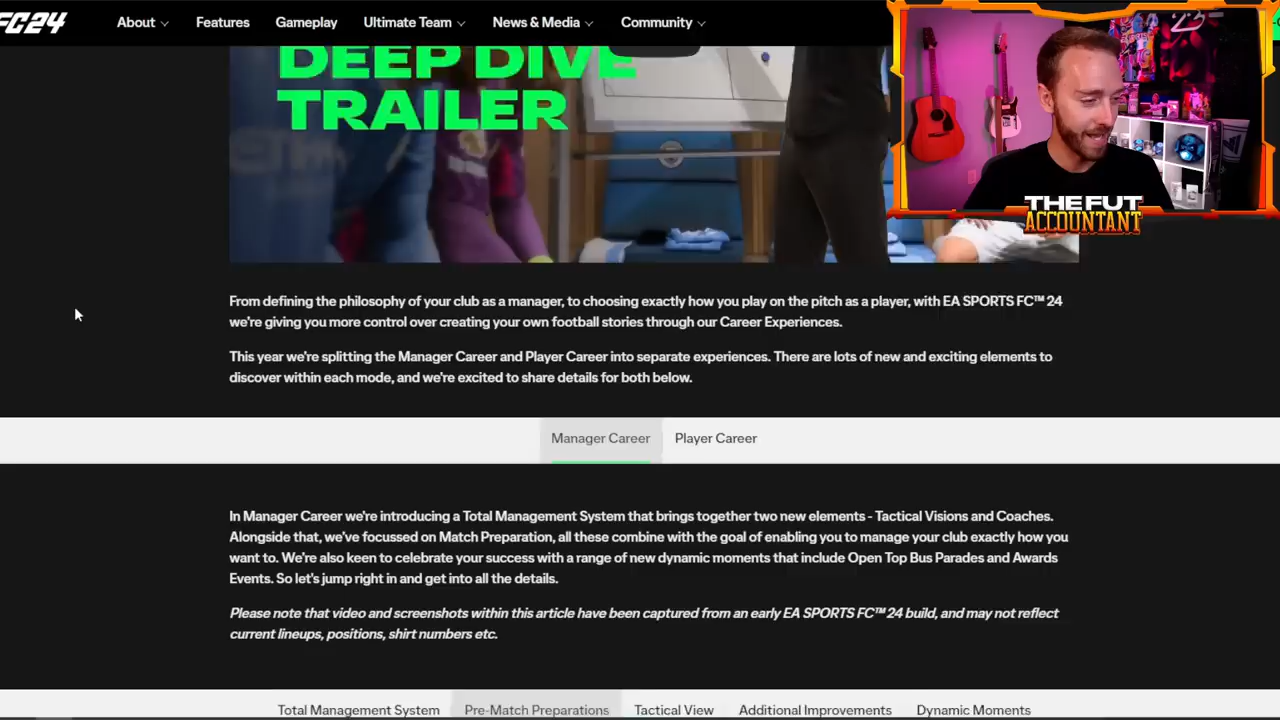 FC24
About
Features
Gameplay
Ultimate Team
News & Media
Community
DEEP DIVE
TRAILER
THE FUT
ACCOUNTANT
From defining the philosophy of your club as a manager, to choosing exactly how you play on the pitch as a player, with EA SPORTS FC™ 24
we're giving you more control over creating your own football stories through our Career Experiences.
This year we're splitting the Manager Career and Player Career into separate experiences. There are lots of new and exciting elements to
discover within each mode, and we're excited to share details for both below.
Manager Career
Player Career
In Manager Career we're introducing a Total Management System that brings together two new elements - Tactical Visions and Coaches.
Alongside that, we've focussed on Match Preparation, all these combine with the goal of enabling you to manage your club exactly how you
want to. We're also keen to celebrate your success with a range of new dynamic moments that include Open Top Bus Parades and Awards
Events. So let's jump right in and get into all the details.
Please note that video and screenshots within this article have been captured from an early EA SPORTS FC™ 24 build, and may not reflect
current lineups, positions, shirt numbers etc.
Total Management System
Pre-Match Preparations
Tactical View
Additional Improvements
Dynamic Moments